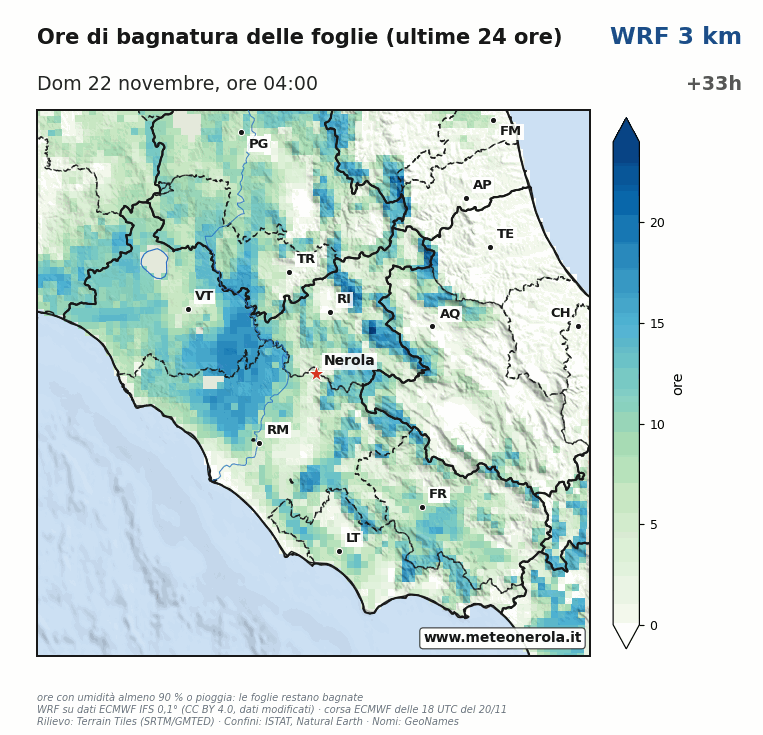 Ore di bagnatura delle foglie (ultime 24 ore)
WRF 3 km
Dom 22 novembre, ore 04:00
+33h
FM
PG
AP
TE
TR
VT
RI
AQ
CH
Nerola
RM
FR
LT
www.meteonerola.it
20
15
10
5
0
ore
ore con umidità almeno 90 % o pioggia: le foglie restano bagnate
WRF su dati ECMWF IFS 0,1° (CC BY 4.0, dati modificati) · corsa ECMWF delle 18 UTC del 20/11
Rilievo: Terrain Tiles (SRTM/GMTED) · Confini: ISTAT, Natural Earth · Nomi: GeoNames